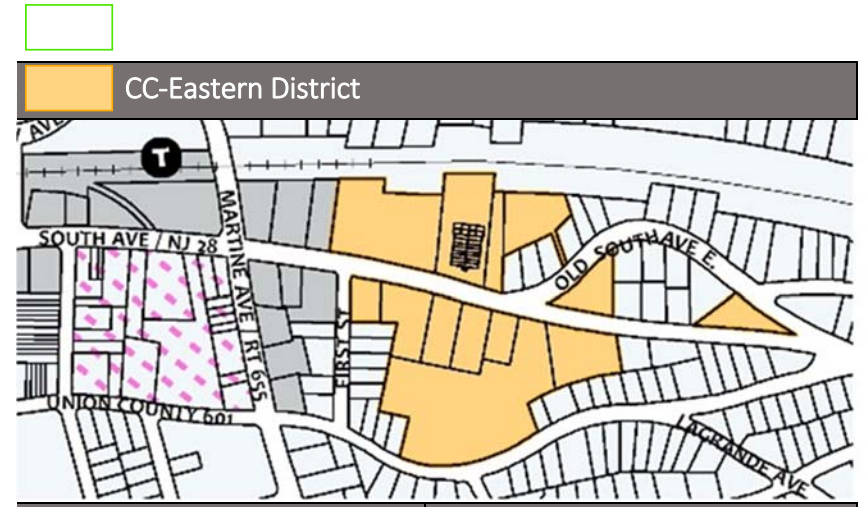 CC-Eastern District
AVE
T
SOUTH AVE / NJ 28
MARTINE AVE / RT 655
OLD SOUTH AVE E.
FIRST ST
UNION COUNTY 601
LAGRANDE AVE